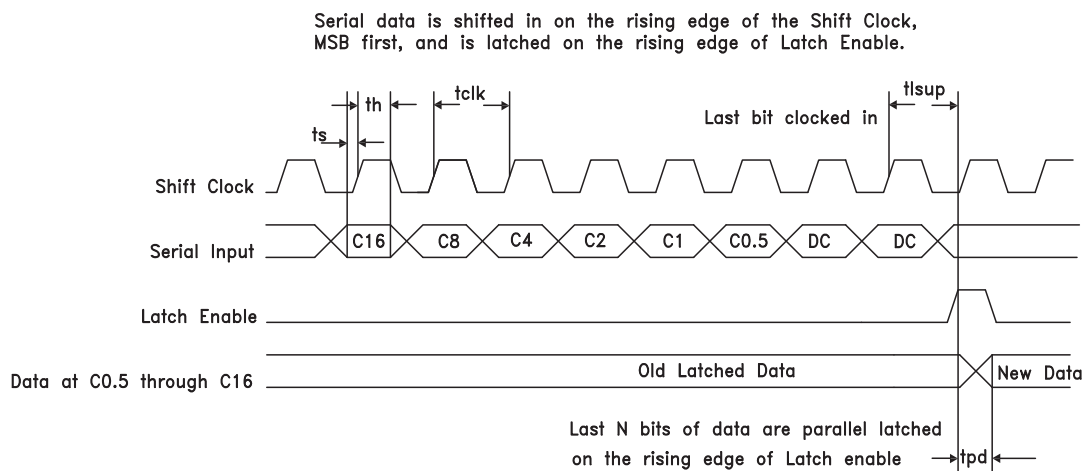 Serial data is shifted in on the rising edge of the Shift Clock,
MSB first, and is latched on the rising edge of Latch Enable.
th
tclk
tlsup
Last bit clocked in
ts
Shift Clock
Serial Input
C16
C8
C4
C2
C1
C0.5
DC
DC
Latch Enable
Data at C0.5 through C16
Old Latched Data
New Data
Last N bits of data are parallel latched
on the rising edge of Latch enable
tpd